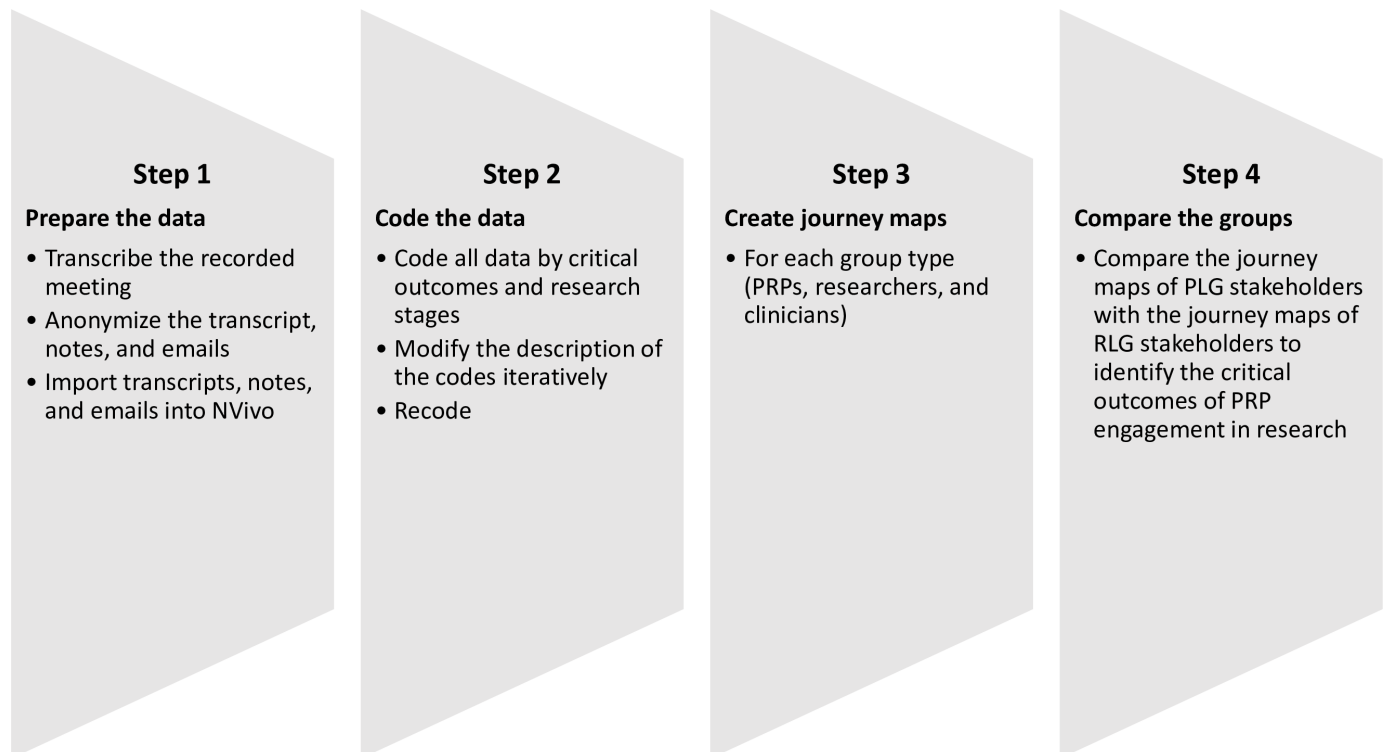 Step 1
Prepare the data
• Transcribe the recorded
meeting
• Anonymize the transcript,
notes, and emails
• Import transcripts, notes,
and emails into NVivo
Step 2
Code the data
• Code all data by critical
outcomes and research
stages
• Modify the description of
the codes iteratively
• Recode
Step 3
Create journey maps
• For each group type
(PRPs, researchers, and
clinicians)
Step 4
Compare the groups
• Compare the journey
maps of PLG stakeholders
with the journey maps of
RLG stakeholders to
identify the critical
outcomes of PRP
engagement in research